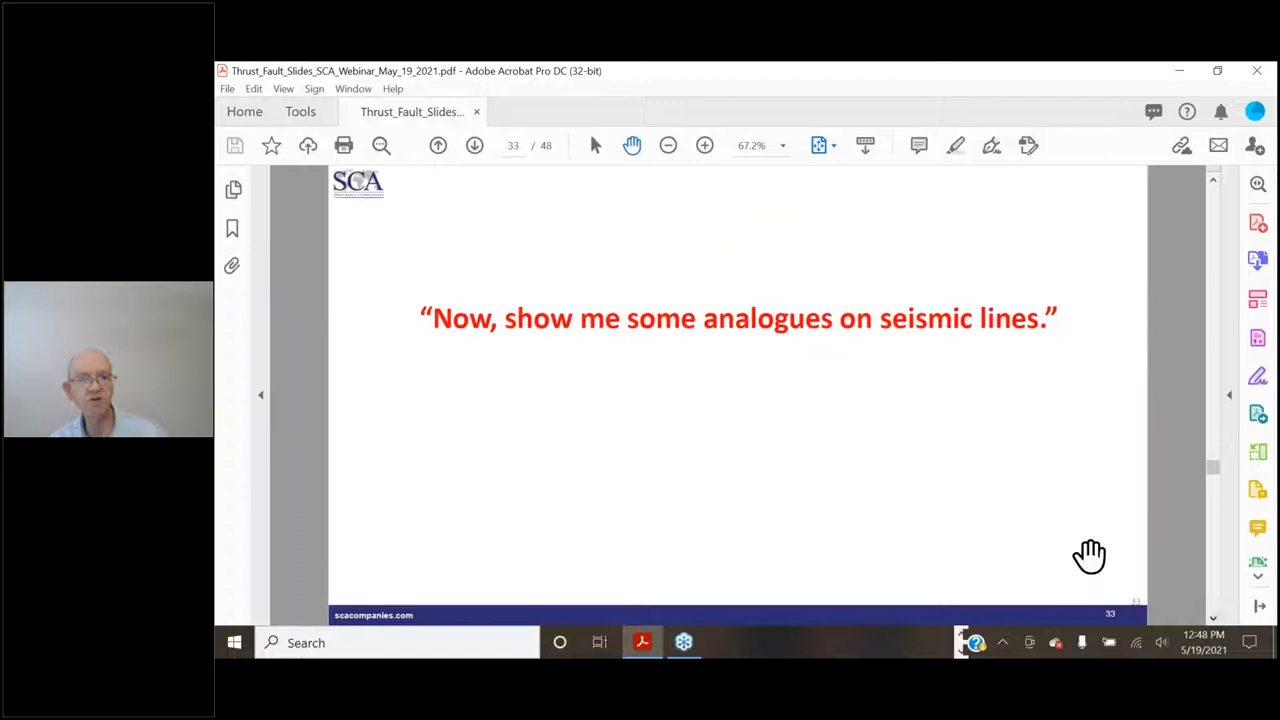 Thrust_Fault_Slides_SCA_Webinar_May_19_2021.pdf - Adobe Acrobat Pro DC (32-bit)
File Edit View Sign Window Help
Home Tools Thrust_Fault_Slides... ×
33 / 48 67.2%
SCA
“Now, show me some analogues on seismic lines.”
33
scacompanies.com 33
Search
12:48 PM
5/19/2021